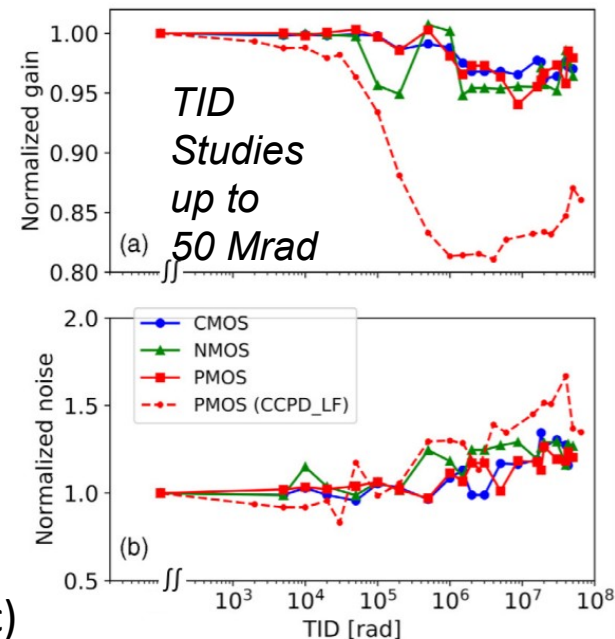 1.00
0.95
0.90
0.85
0.80
Normalized gain
TID
Studies
up to
50 Mrad
(a)
∫∫
2.0
1.5
1.0
0.5
Normalized noise
CMOS
NMOS
PMOS
PMOS (CCPD_LF)
(b)
∫∫
10³ 10⁴ 10⁵ 10⁶ 10⁷ 10⁸
TID [rad]
)